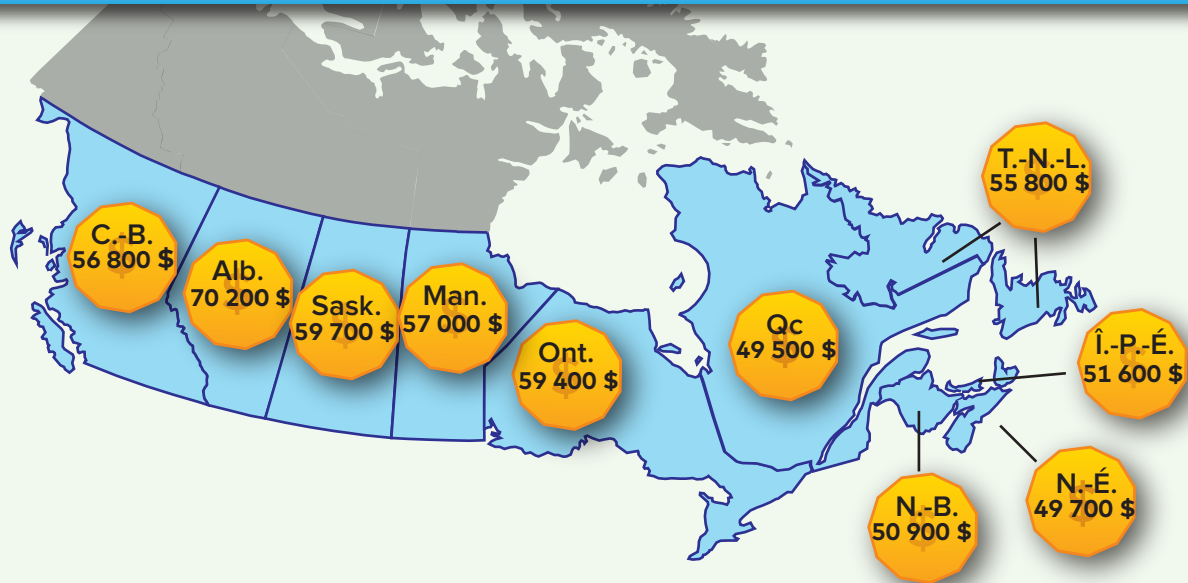 C.-B.
56 800 $
Alb.
70 200 $
Sask.
59 700 $
Man.
57 000 $
Ont.
59 400 $
Qc
49 500 $
T.-N.-L.
55 800 $
Î.-P.-É.
51 600 $
N.-É.
49 700 $
N.-B.
50 900 $